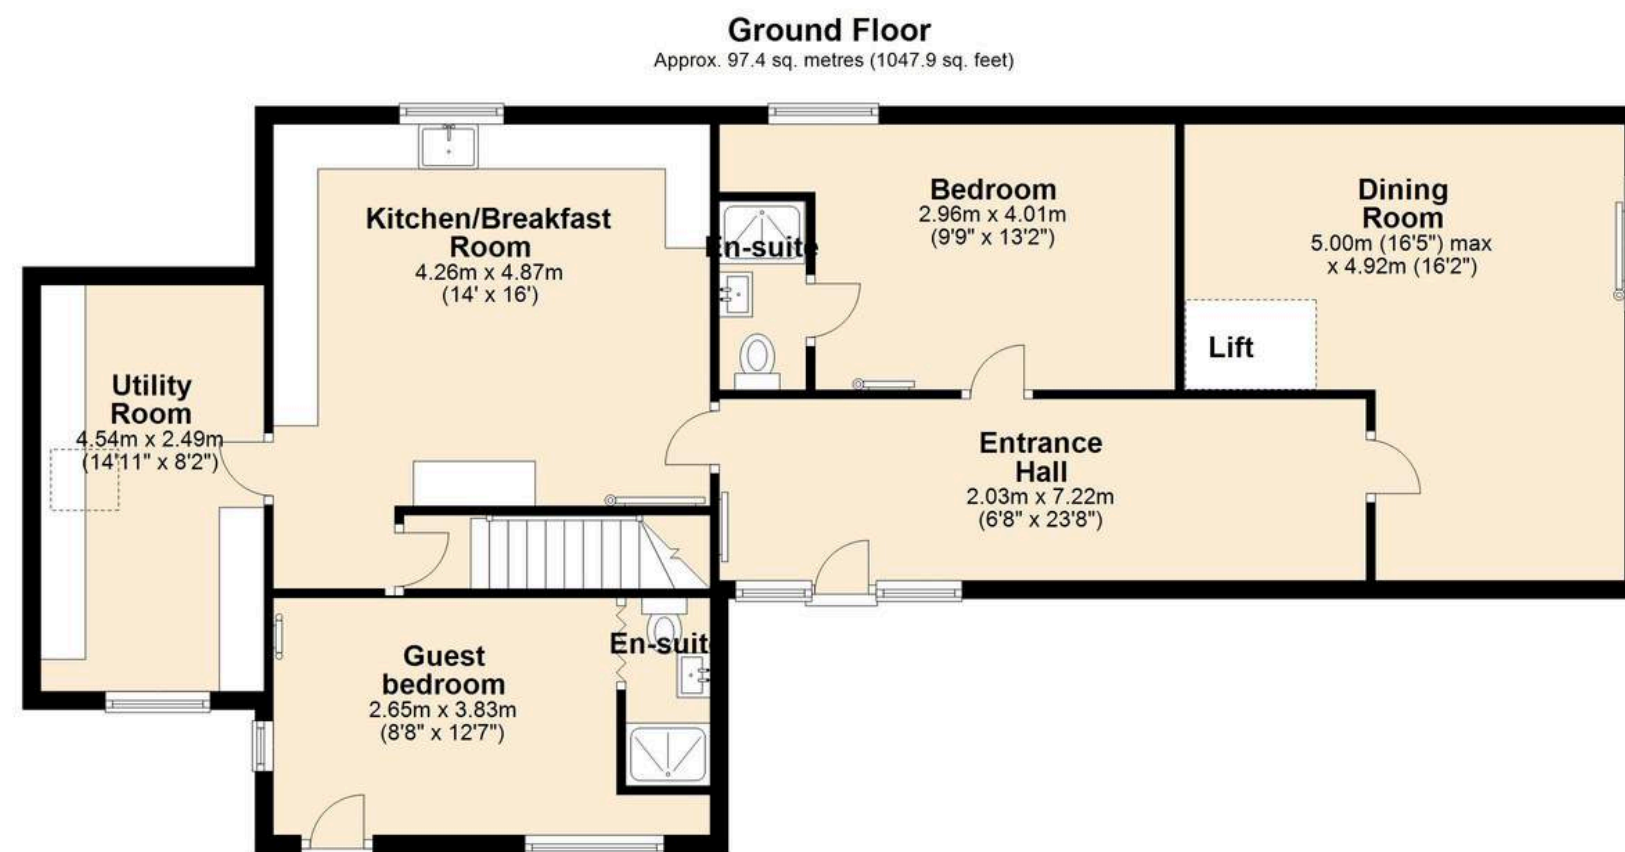 Ground Floor
Approx. 97.4 sq. metres (1047.9 sq. feet)
Kitchen/Breakfast
Room
4.26m x 4.87m
(14' x 16')
En-suite
Bedroom
2.96m x 4.01m
(9'9" x 13'2")
Dining
Room
5.00m (16'5") max
x 4.92m (16'2")
Lift
Utility
Room
4.54m x 2.49m
(14'11" x 8'2")
Entrance
Hall
2.03m x 7.22m
(6'8" x 23'8")
Guest
bedroom
2.65m x 3.83m
(8'8" x 12'7")
En-suite